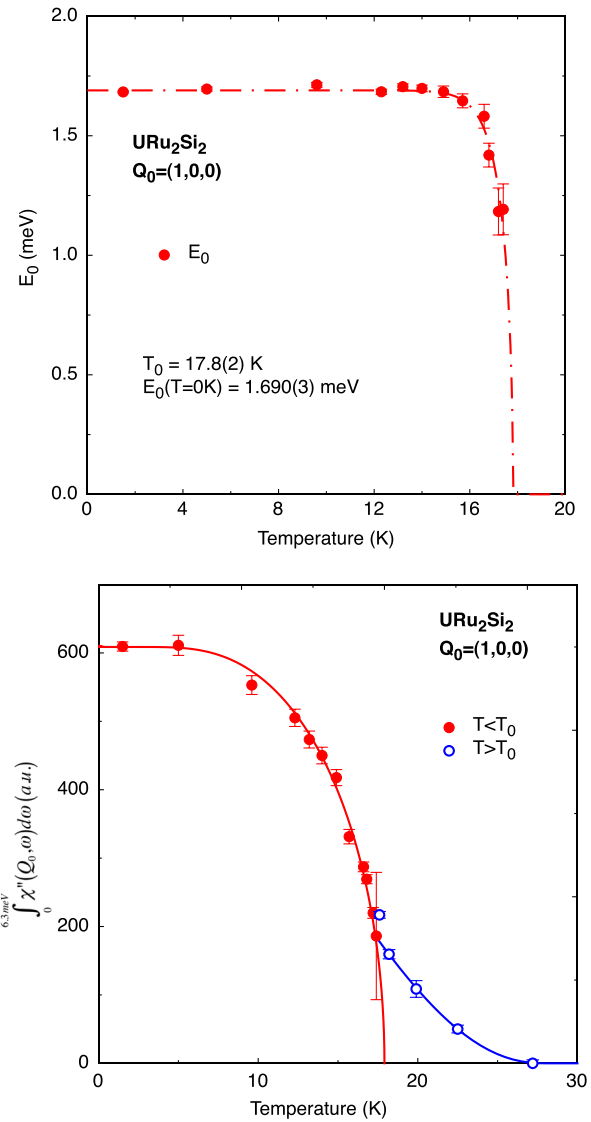 2.0
1.5
1.0
0.5
0.0
E0 (meV)
URu2Si2
Q0=(1,0,0)
E0
T0 = 17.8(2) K
E0(T=0K) = 1.690(3) meV
0 4 8 12 16 20
Temperature (K)
600
400
200
0
∫0^6.3meV χ"(Q0,ω)dω (a.u.)
URu2Si2
Q0=(1,0,0)
T<T0
T>T0
0 10 20 30
Temperature (K)